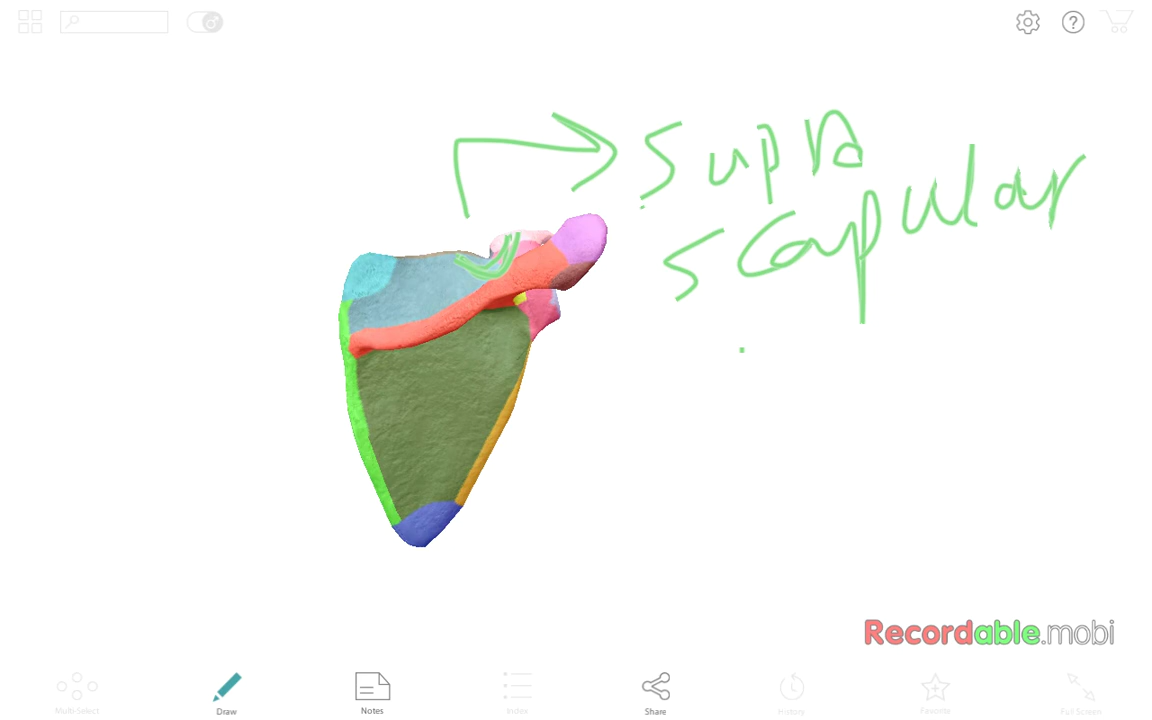 supra
scapular
Recordable.mobi
Multi-Select
Draw
Notes
Index
Share
History
Favorite
Full Screen